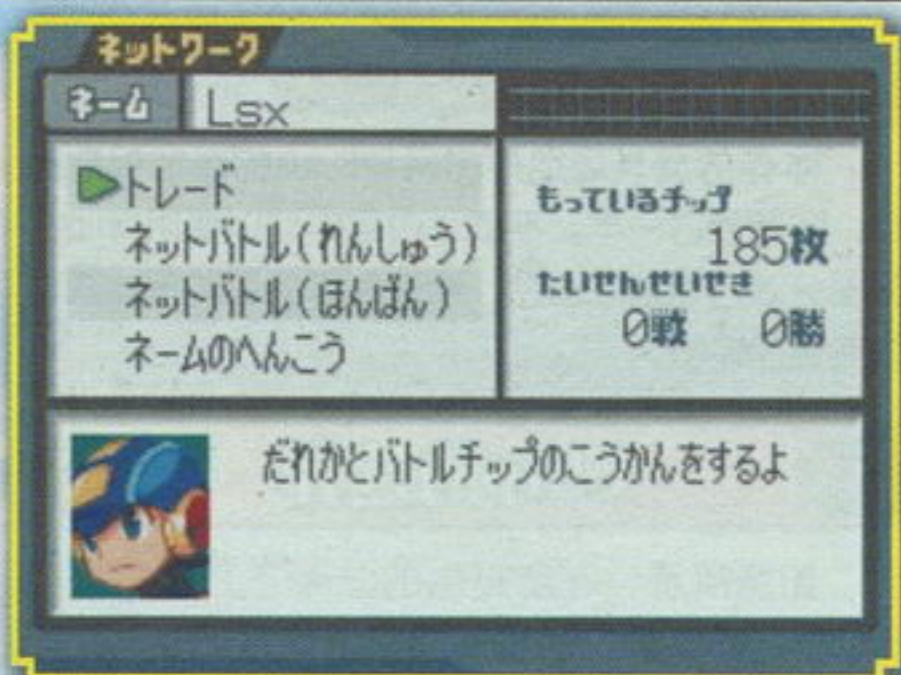 ネットワーク
ネーム Lsx
トレード
ネットバトル(れんしゅう)
ネットバトル(ほんばん)
ネームのへんこう
もっているチップ
185枚
たいせんせいせき
0戦 0勝
だれかとバトルチップのこうかんをするよ